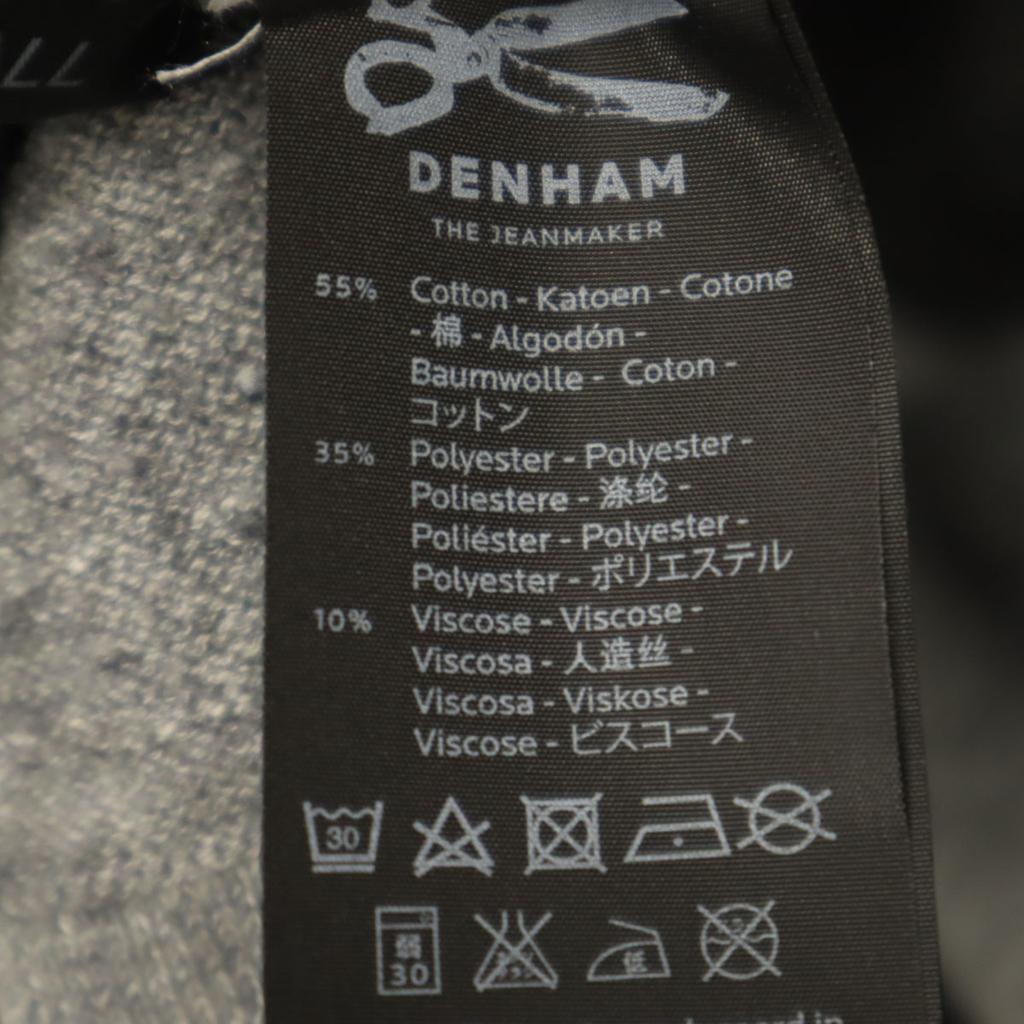 DENHAM
THE JEANMAKER
55% Cotton - Katoen - Cotone
- 棉 - Algodón -
Baumwolle - Coton -
コットン
35% Polyester - Polyester -
Poliestere - 涤纶 -
Poliéster - Polyester -
Polyester - ポリエステル
10% Viscose - Viscose -
Viscosa - 人造丝 -
Viscosa - Viskose -
Viscose - ビスコース
30
弱
30
低